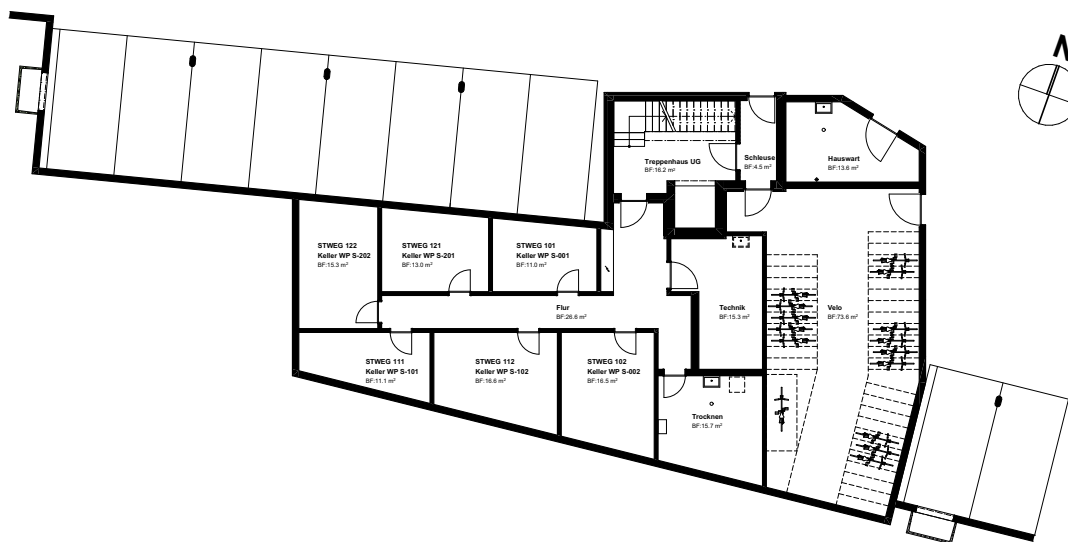 N
Treppenhaus UG
BF:16.2 m²
Schleuse
BF:4.5 m²
Hauswart
BF:13.6 m²
STWEG 122
Keller WP S-202
BF:15.3 m²
STWEG 121
Keller WP S-201
BF:13.0 m²
STWEG 101
Keller WP S-001
BF:11.0 m²
Flur
BF:26.6 m²
Technik
BF:15.3 m²
Velo
BF:73.6 m²
STWEG 111
Keller WP S-101
BF:11.1 m²
STWEG 112
Keller WP S-102
BF:16.6 m²
STWEG 102
Keller WP S-002
BF:16.5 m²
Trocknen
BF:15.7 m²